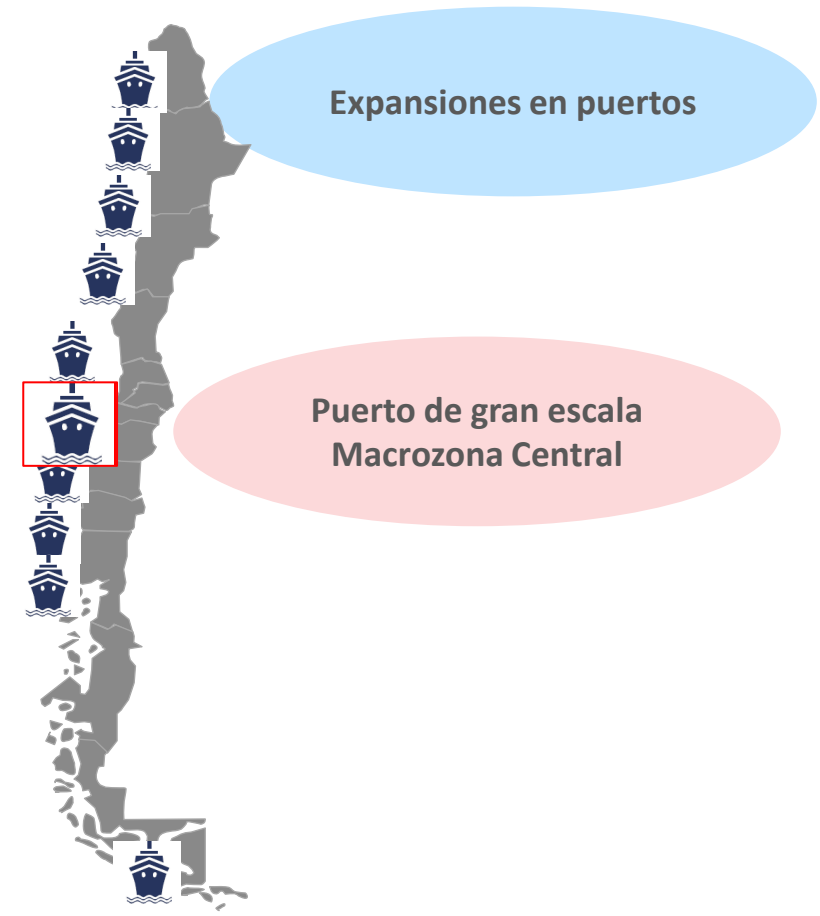 Expansiones en puertos
Puerto de gran escala
Macrozona Central